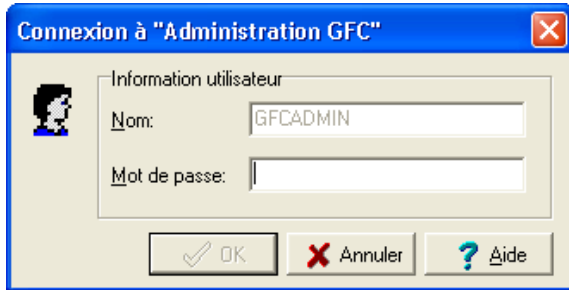 Connexion à "Administration GFC"
Information utilisateur
Nom: GFCADMIN
Mot de passe:
OK Annuler Aide